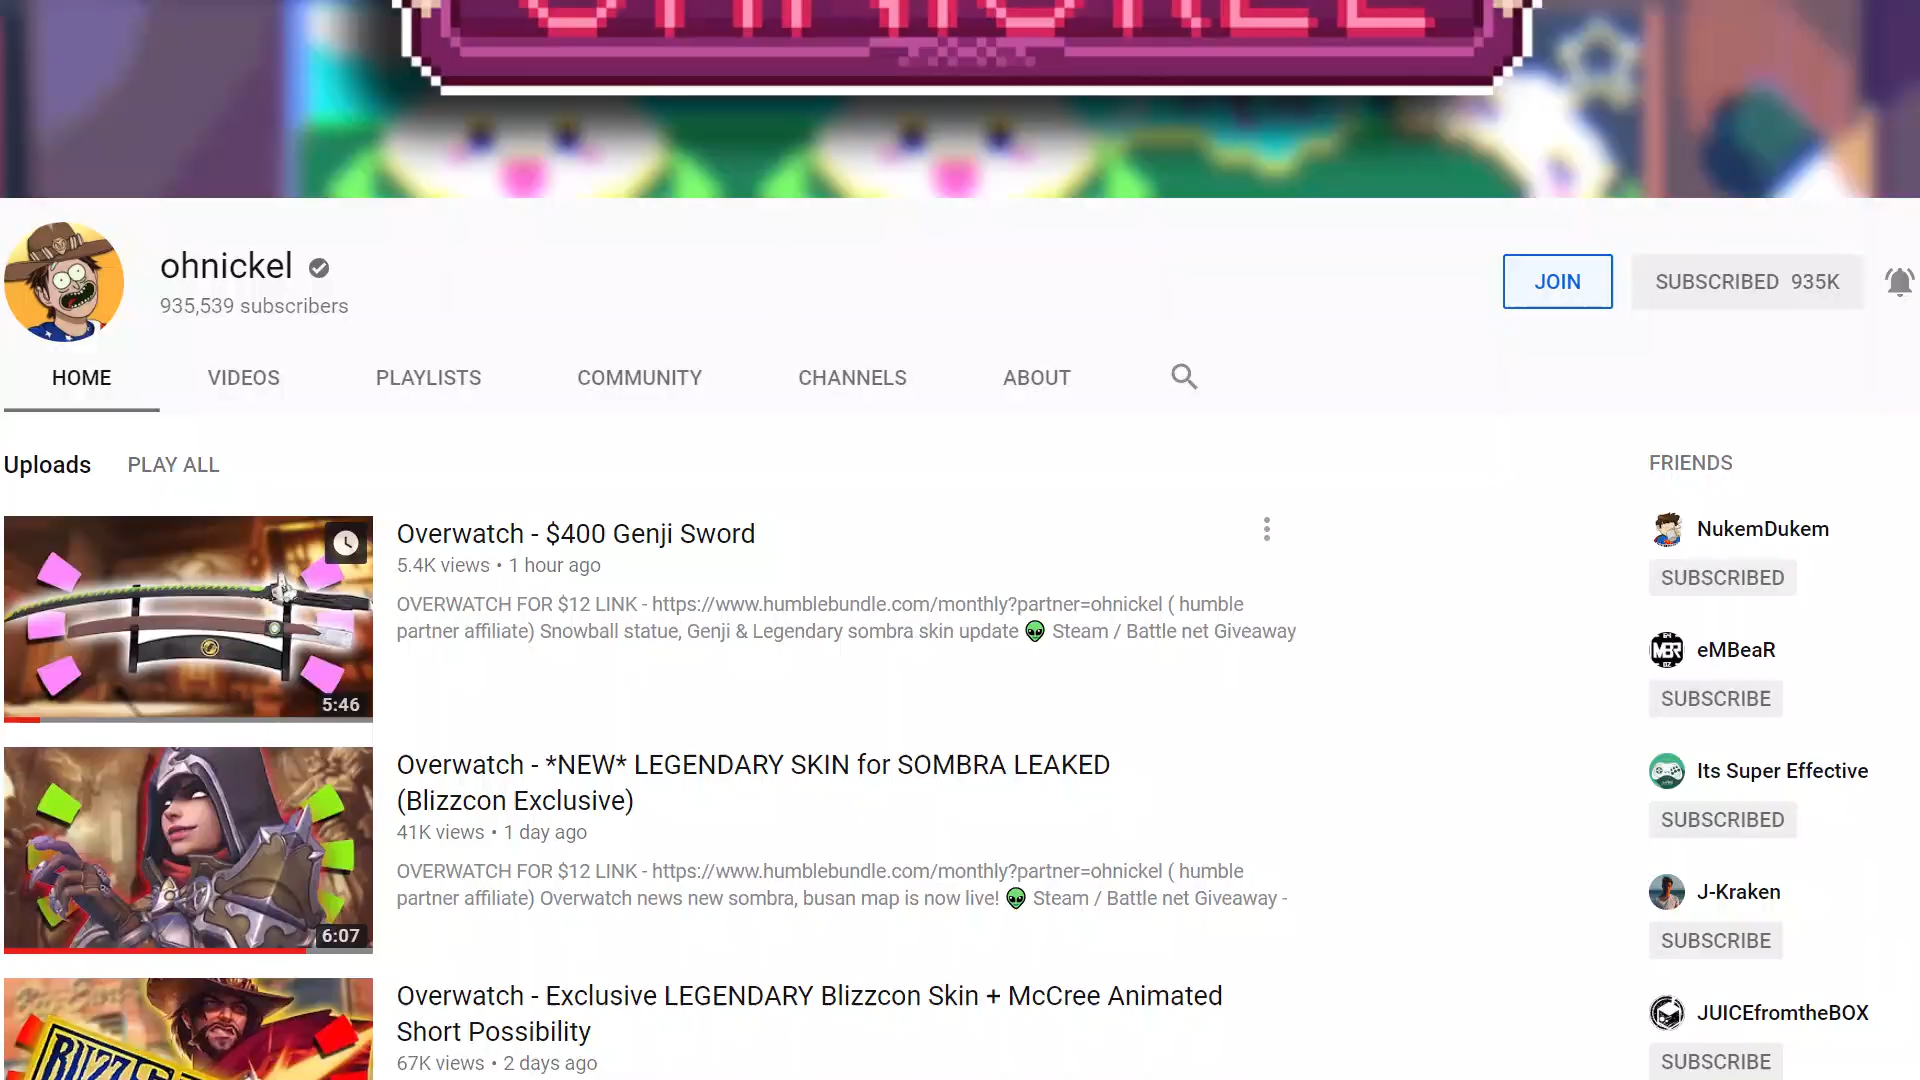 OHNICKEL
ohnickel
935,539 subscribers
JOIN
SUBSCRIBED 935K
HOME
VIDEOS
PLAYLISTS
COMMUNITY
CHANNELS
ABOUT
Uploads
PLAY ALL
5:46
Overwatch - $400 Genji Sword
5.4K views • 1 hour ago
OVERWATCH FOR $12 LINK - https://www.humblebundle.com/monthly?partner=ohnickel ( humble
partner affiliate) Snowball statue, Genji & Legendary sombra skin update 👽 Steam / Battle net Giveaway
6:07
Overwatch - *NEW* LEGENDARY SKIN for SOMBRA LEAKED
(Blizzcon Exclusive)
41K views • 1 day ago
OVERWATCH FOR $12 LINK - https://www.humblebundle.com/monthly?partner=ohnickel ( humble
partner affiliate) Overwatch news new sombra, busan map is now live! 👽 Steam / Battle net Giveaway -
Overwatch - Exclusive LEGENDARY Blizzcon Skin + McCree Animated
Short Possibility
67K views • 2 days ago
FRIENDS
NukemDukem
SUBSCRIBED
MBR
eMBeaR
SUBSCRIBE
Its Super Effective
SUBSCRIBED
J-Kraken
SUBSCRIBE
JUICEfromtheBOX
SUBSCRIBE